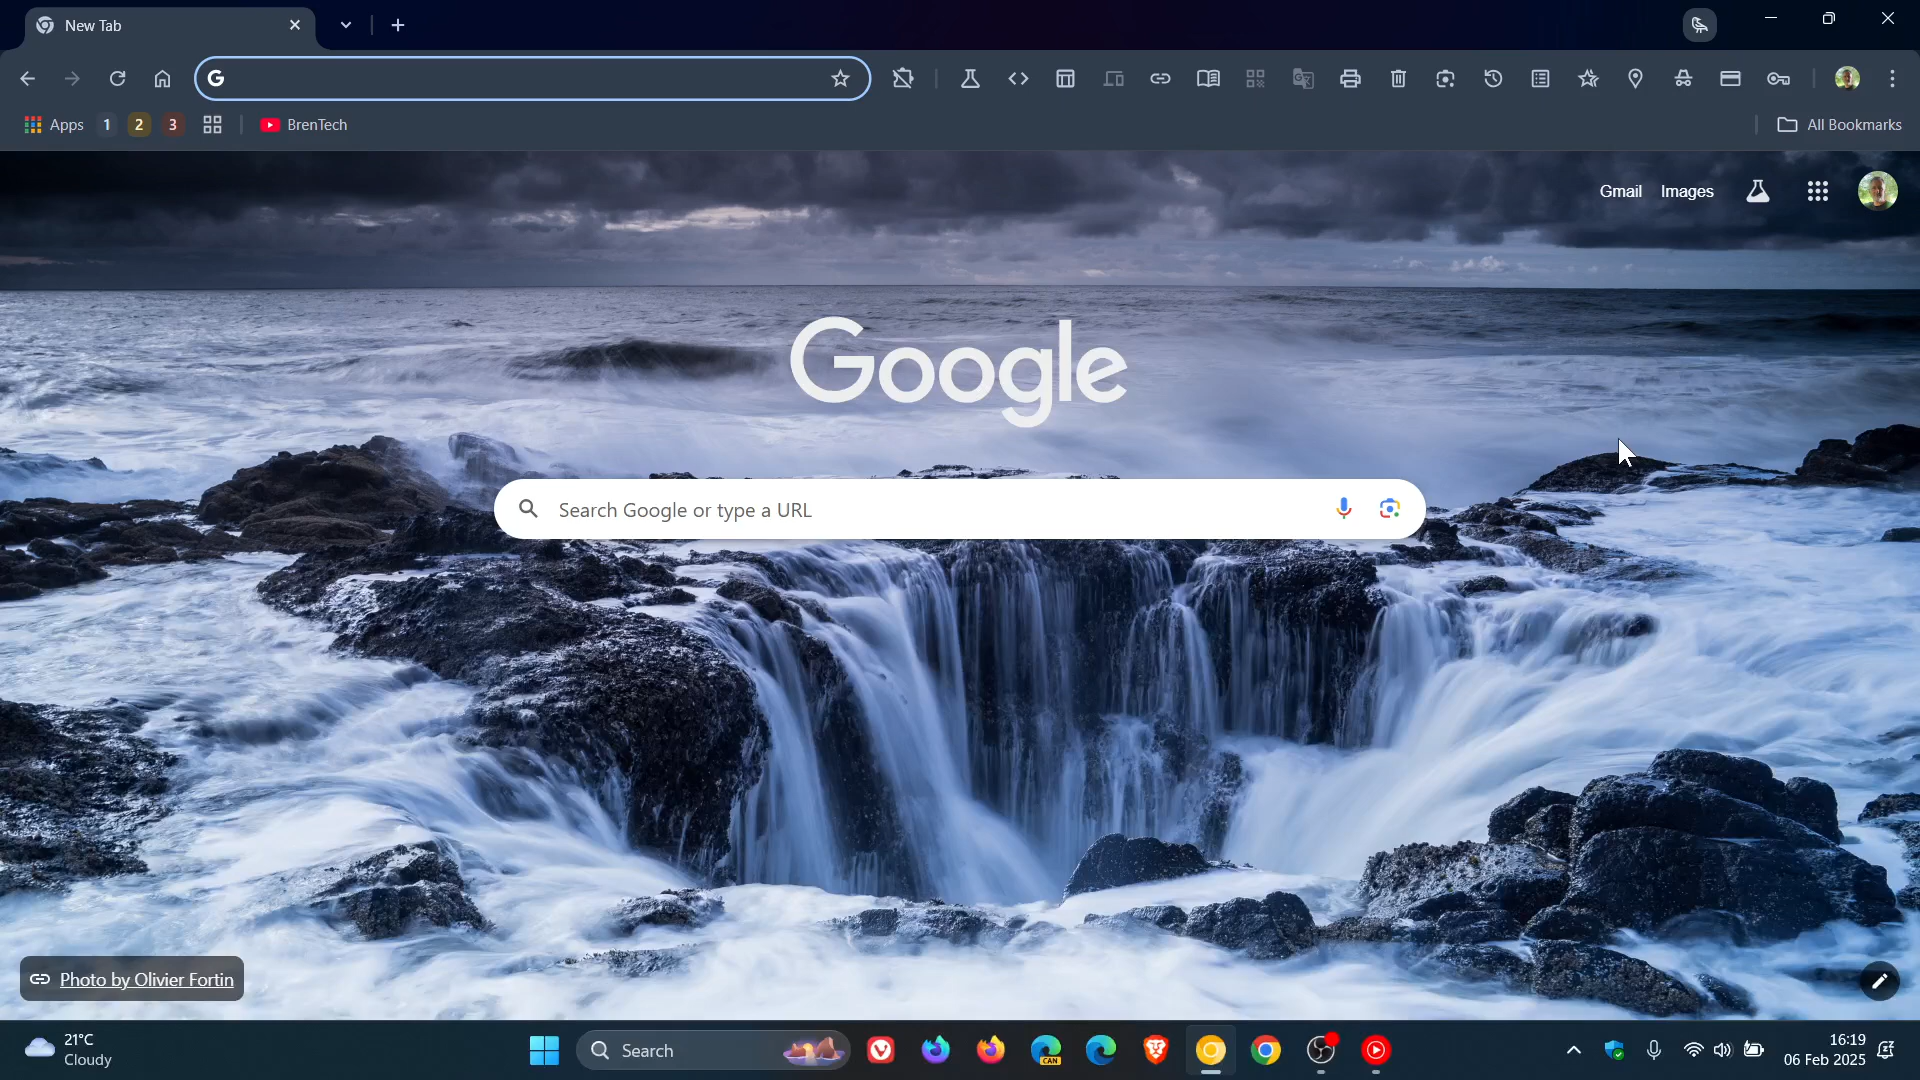 New Tab
Apps 1 2 3 BrenTech All Bookmarks
Gmail Images
Google
Search Google or type a URL
Photo by Olivier Fortin
21°C
Cloudy
Search
CAN
16:19
06 Feb 2025